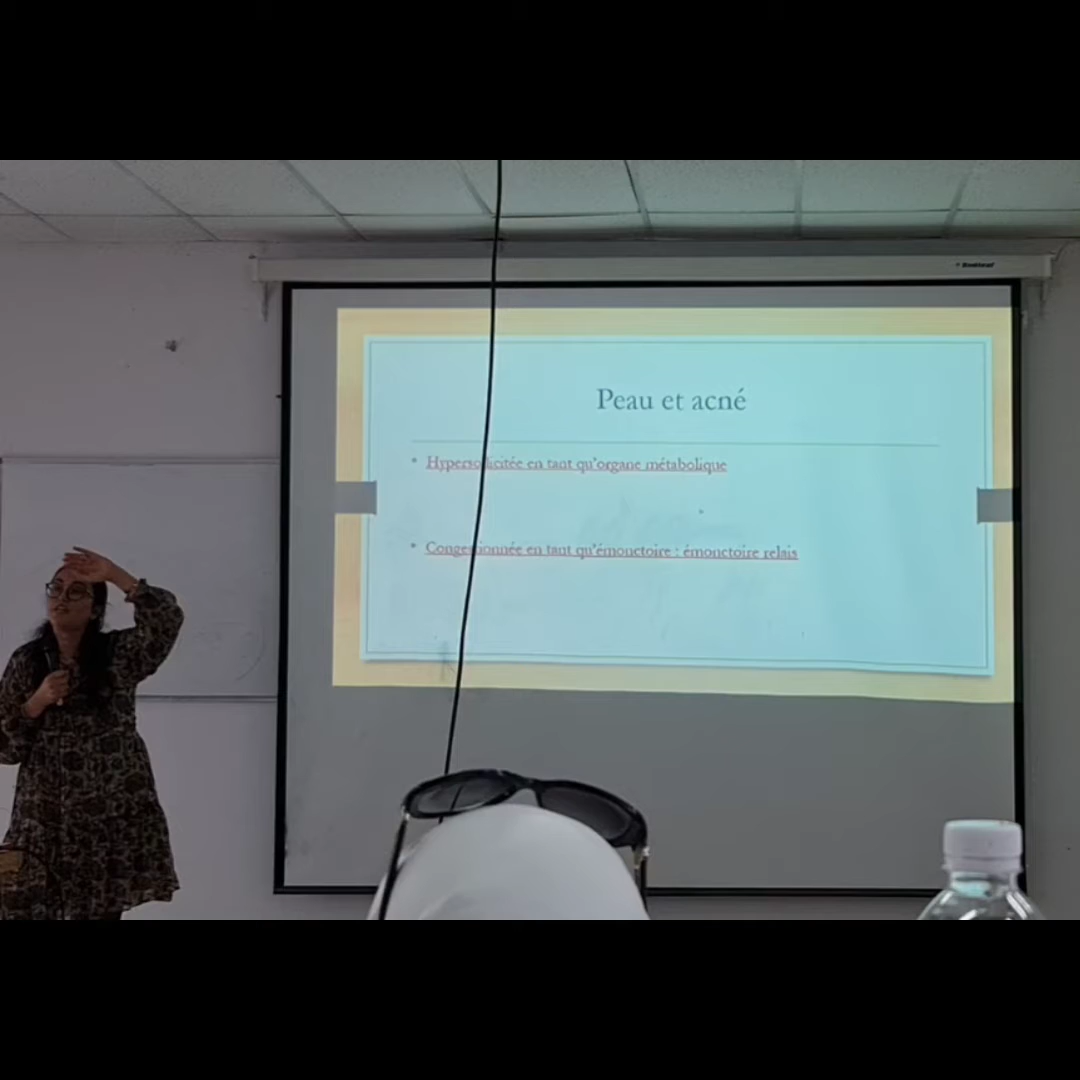 Peau et acné
• Hypersollicitée en tant qu'organe métabolique
• Congestionnée en tant qu'émonctoire : émonctoire relais